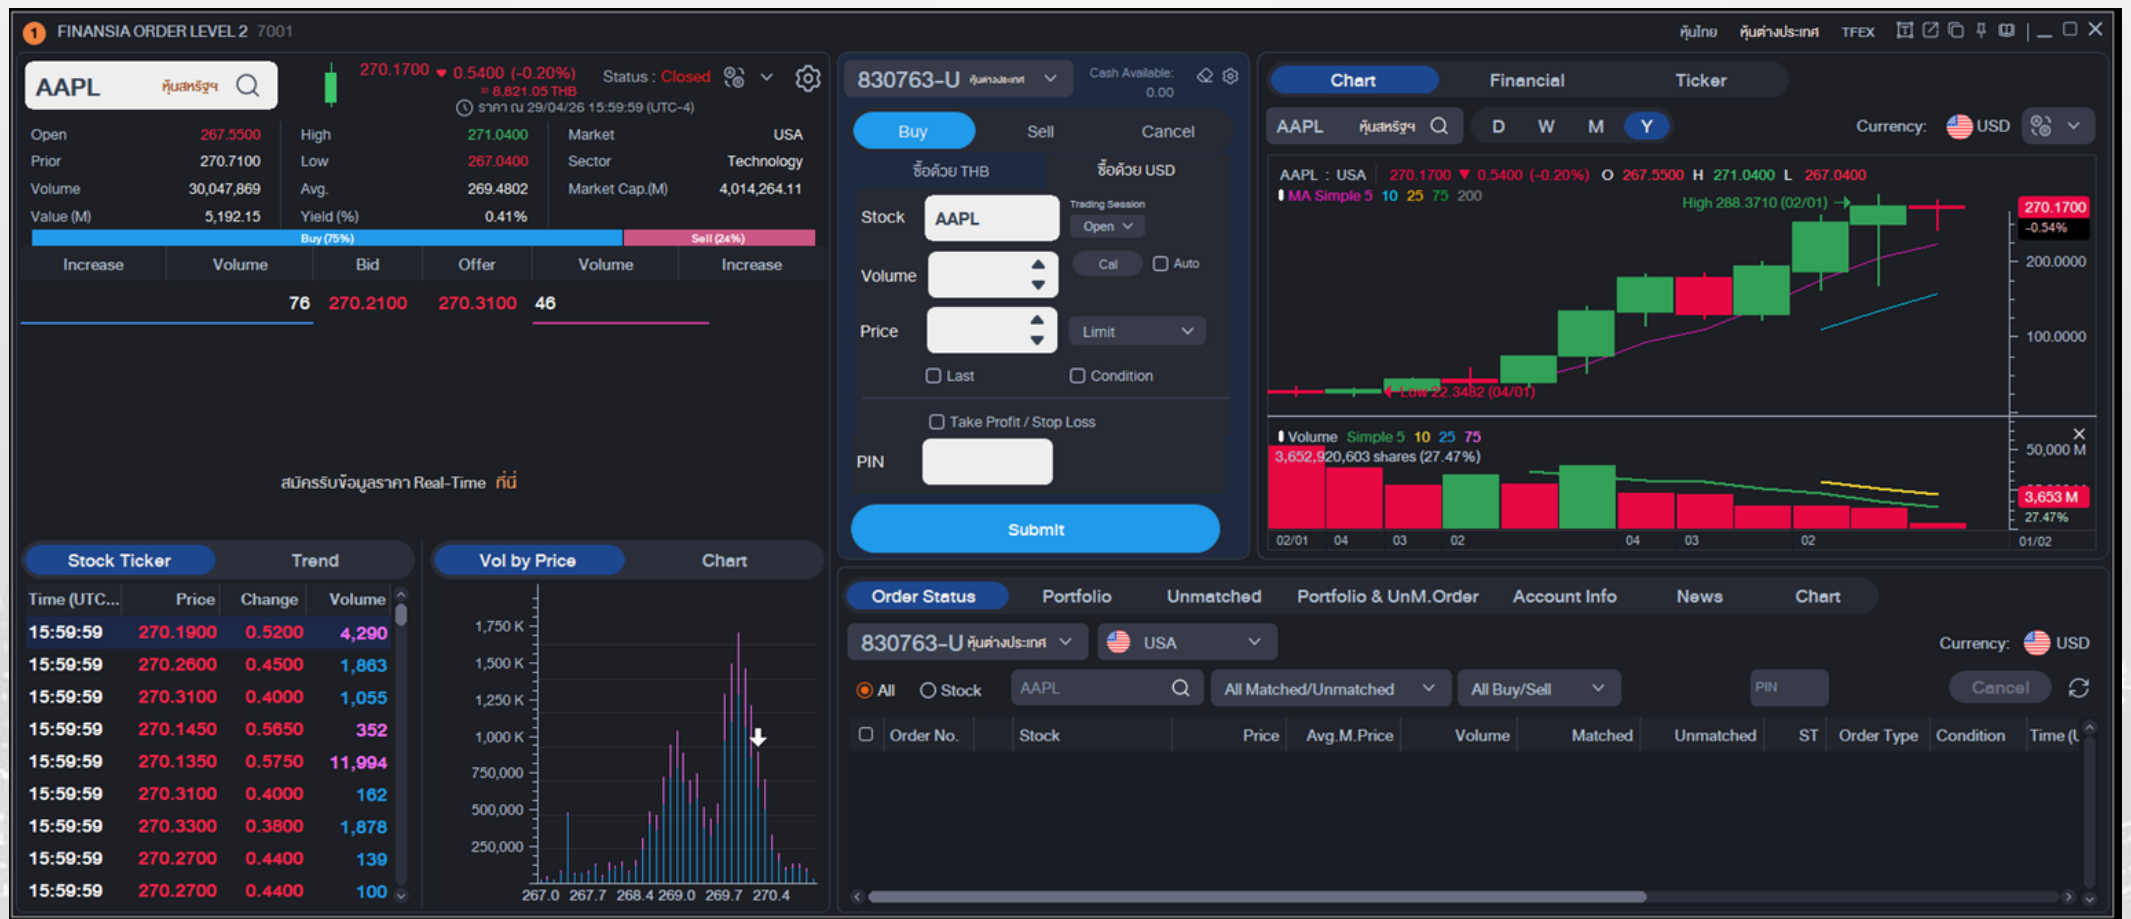 1 FINANSIA ORDER LEVEL 2 7001
หุ้นไทย หุ้นต่างประเทศ TFEX
AAPL หุ้นสหรัฐฯ
270.1700 ▼ 0.5400 (-0.20%) Status : Closed
≈ 8,821.05 THB
ราคา ณ 29/04/26 15:59:59 (UTC-4)
Open 267.5500 High 271.0400 Market USA
Prior 270.7100 Low 267.0400 Sector Technology
Volume 30,047,869 Avg. 269.4802 Market Cap.(M) 4,014,264.11
Value (M) 5,192.15 Yield (%) 0.41%
Buy (75%) Sell (24%)
Increase Volume Bid Offer Volume Increase
76 270.2100 270.3100 46
สมัครรับข้อมูลราคา Real-Time ที่นี่
Stock Ticker Trend
Time (UTC... Price Change Volume
15:59:59 270.1900 0.5200 4,290
15:59:59 270.2600 0.4500 1,863
15:59:59 270.3100 0.4000 1,055
15:59:59 270.1450 0.5650 352
15:59:59 270.1350 0.5750 11,994
15:59:59 270.3100 0.4000 162
15:59:59 270.3300 0.3800 1,878
15:59:59 270.2700 0.4400 139
15:59:59 270.2700 0.4400 100
Vol by Price Chart
1,750 K
1,500 K
1,250 K
1,000 K
750,000
500,000
250,000
267.0 267.7 268.4 269.0 269.7 270.4
830763-U หุ้นต่างประเทศ Cash Available:
0.00
Buy Sell Cancel
ซื้อด้วย THB ซื้อด้วย USD
Stock AAPL Trading Session
Open
Volume Cal Auto
Price Limit
Last Condition
Take Profit / Stop Loss
PIN
Submit
Chart Financial Ticker
AAPL หุ้นสหรัฐฯ D W M Y Currency: USD
AAPL : USA 270.1700 ▼ 0.5400 (-0.20%) O 267.5500 H 271.0400 L 267.0400
MA Simple 5 10 25 75 200
High 288.3710 (02/01)
270.1700
-0.54%
200.0000
100.0000
Low 22.3482 (04/01)
Volume Simple 5 10 25 75
3,652,920,603 shares (27.47%)
50,000 M
3,653 M
27.47%
02/01 04 03 02 04 03 02 01/02
Order Status Portfolio Unmatched Portfolio & UnM.Order Account Info News Chart
830763-U หุ้นต่างประเทศ USA Currency: USD
All Stock AAPL All Matched/Unmatched All Buy/Sell PIN Cancel
Order No. Stock Price Avg.M.Price Volume Matched Unmatched ST Order Type Condition Time (U